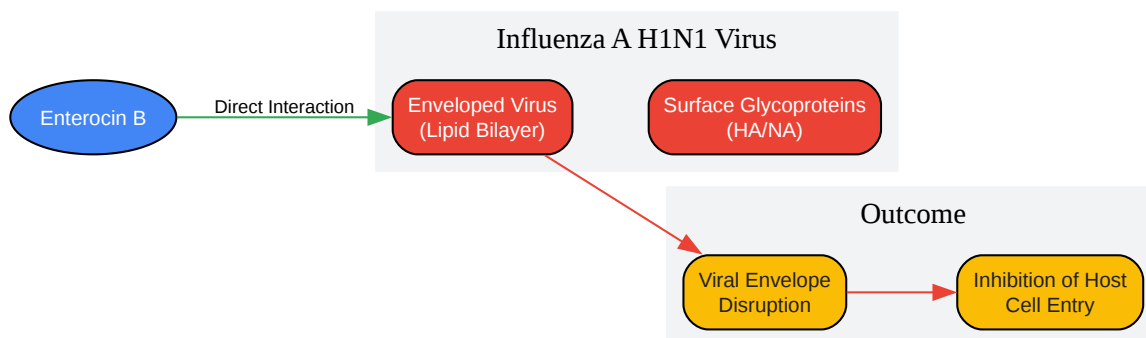 Influenza A H1N1 Virus
Enterocin B
Direct Interaction
Enveloped Virus
(Lipid Bilayer)
Surface Glycoproteins
(HA/NA)
Outcome
Viral Envelope
Disruption
Inhibition of Host
Cell Entry